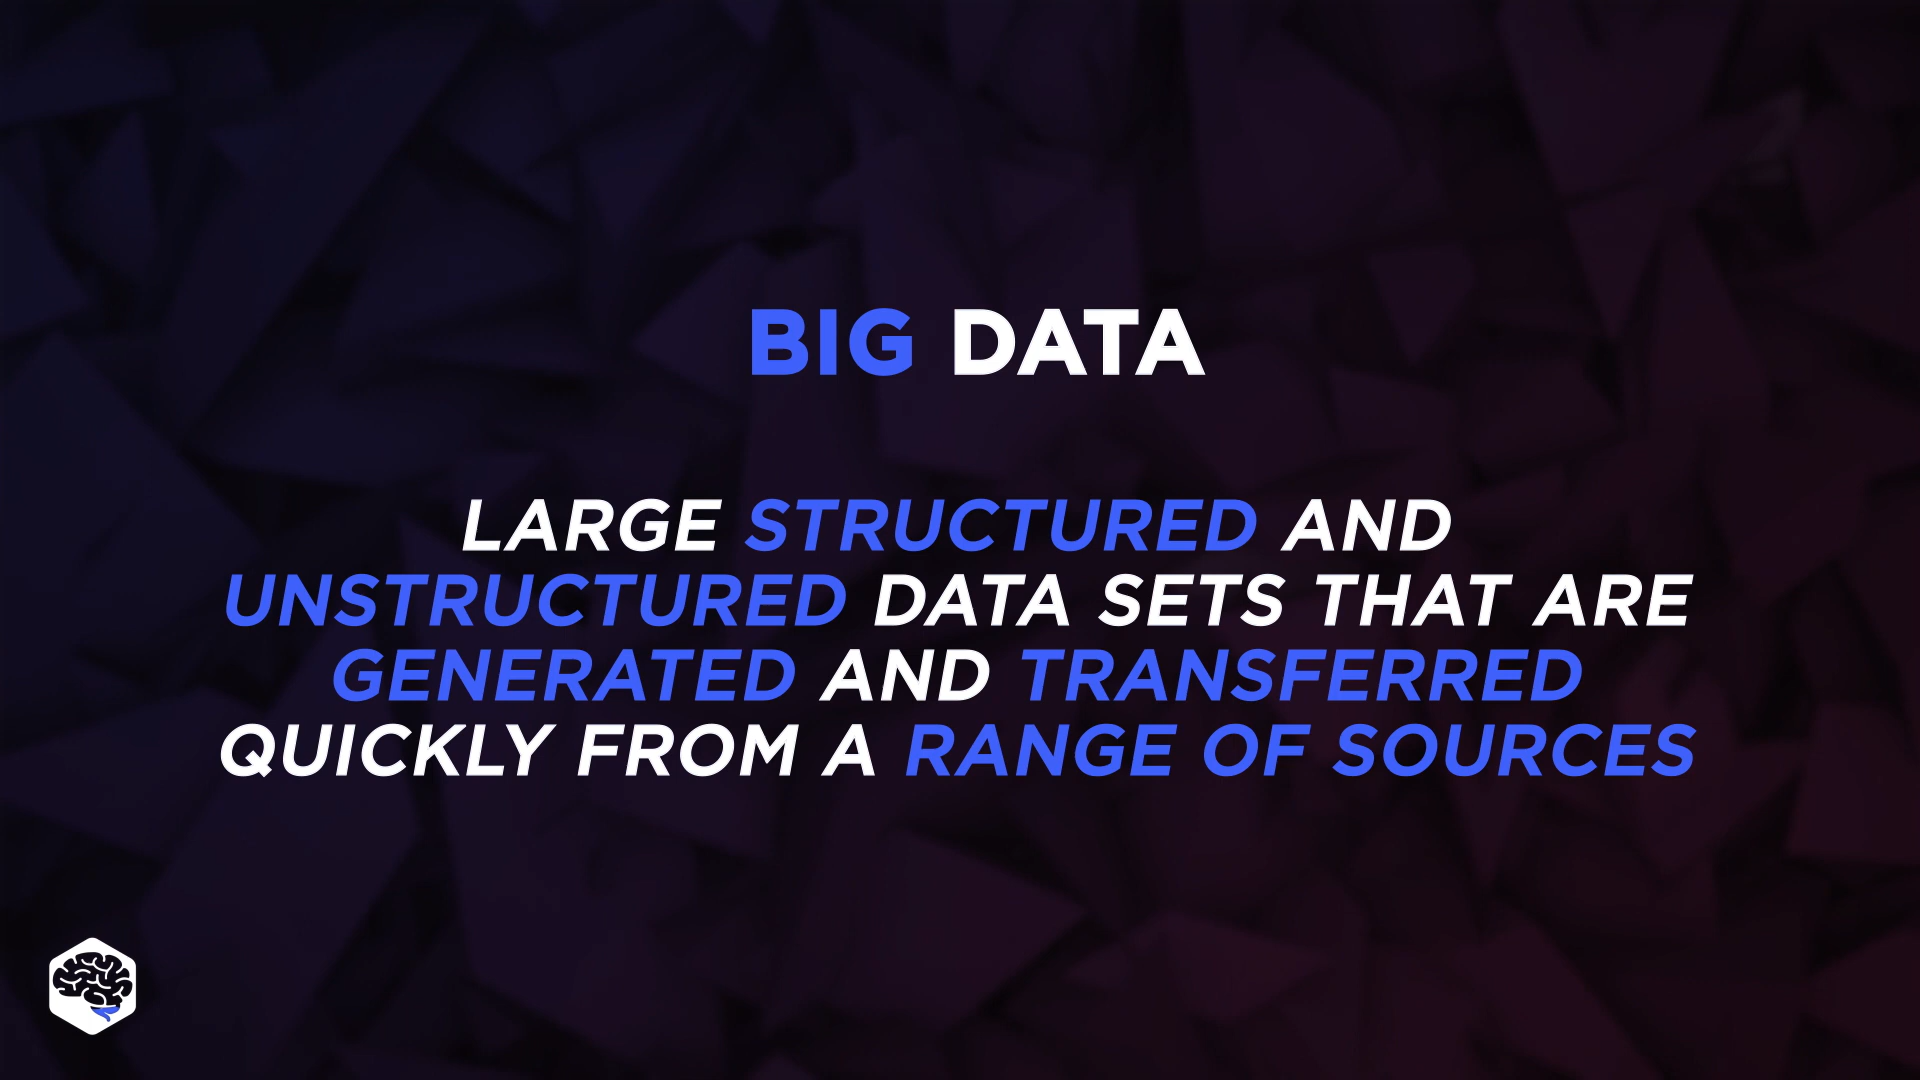 BIG DATA
LARGE STRUCTURED AND
UNSTRUCTURED DATA SETS THAT ARE
GENERATED AND TRANSFERRED
QUICKLY FROM A RANGE OF SOURCES